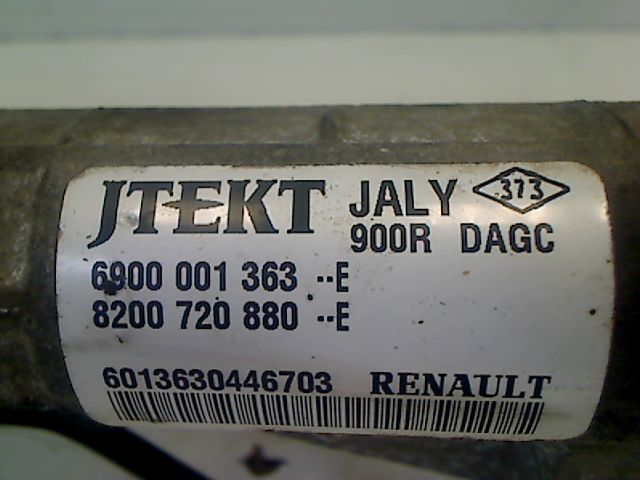 JTEKT JALY 373
900R DAGC
6900 001 363 --E
8200 720 880 --E
6013630446703 RENAULT